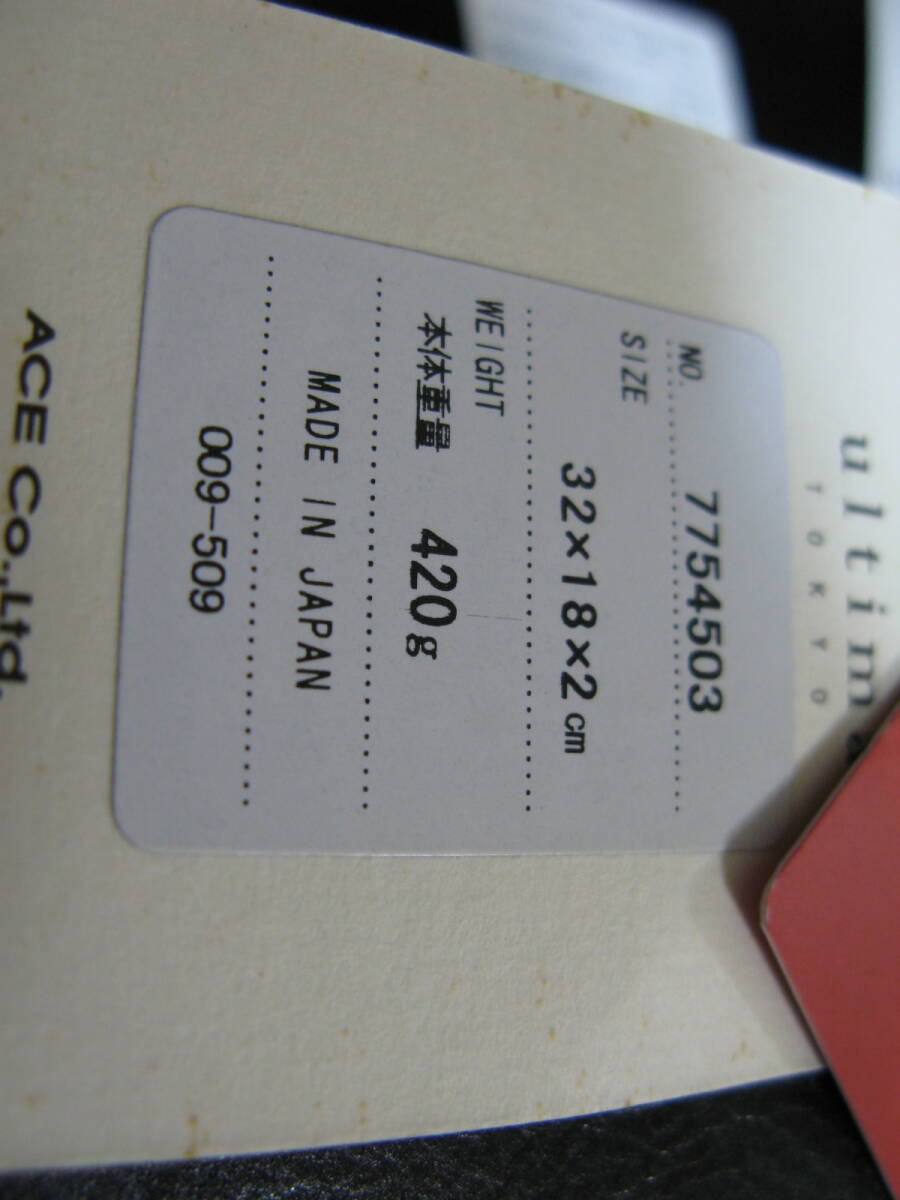 ultima
TOKYO
NO. 7754503
SIZE
32×18×2cm
WEIGHT
本体重量 420g
MADE IN JAPAN
009-509
ACE Co.,Ltd.